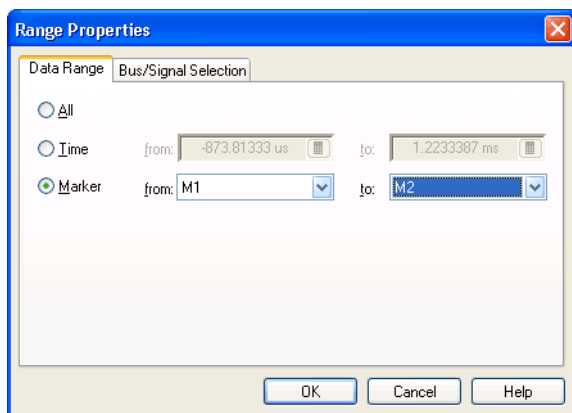 Range Properties
Data Range Bus/Signal Selection
All
Time from: -873.81333 us to: 1.2233387 ms
Marker from: M1 to: M2
OK Cancel Help